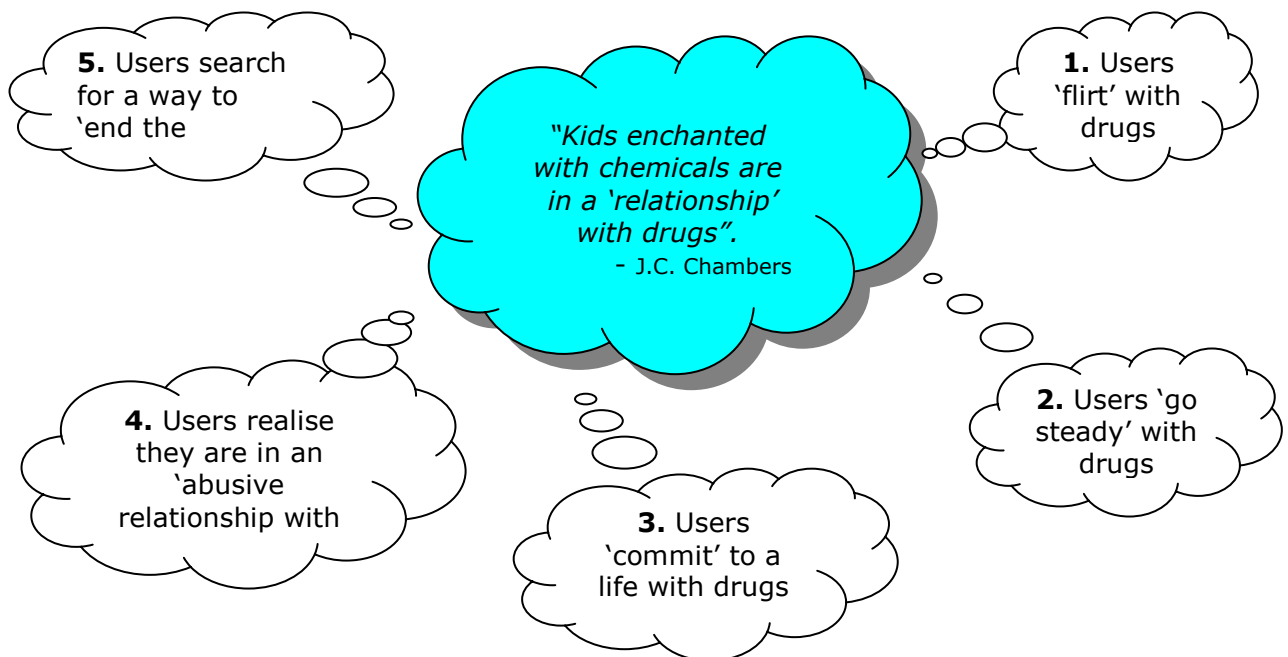 5. Users search
for a way to
‘end the
“Kids enchanted
with chemicals are
in a ‘relationship’
with drugs”.
- J.C. Chambers
1. Users
‘flirt’ with
drugs
2. Users ‘go
steady’ with
drugs
4. Users realise
they are in an
‘abusive
relationship with
3. Users
‘commit’ to a
life with drugs